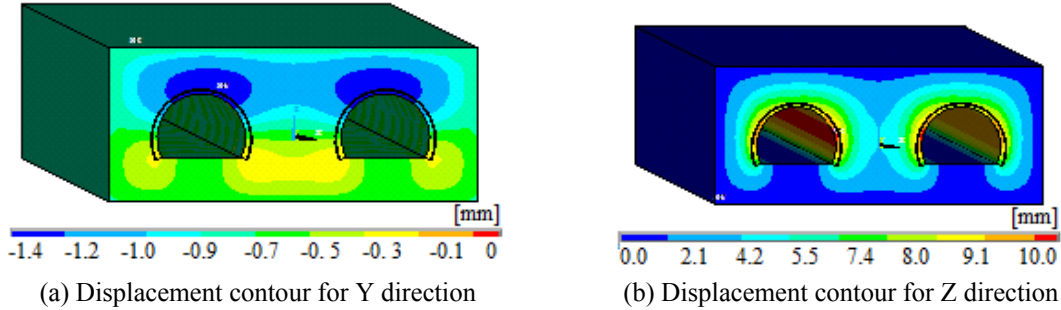 [mm]
-1.4 -1.2 -1.0 -0.9 -0.7 -0.5 -0.3 -0.1 0
(a) Displacement contour for Y direction
[mm]
0.0 2.1 4.2 5.5 7.4 8.0 9.1 10.0
(b) Displacement contour for Z direction